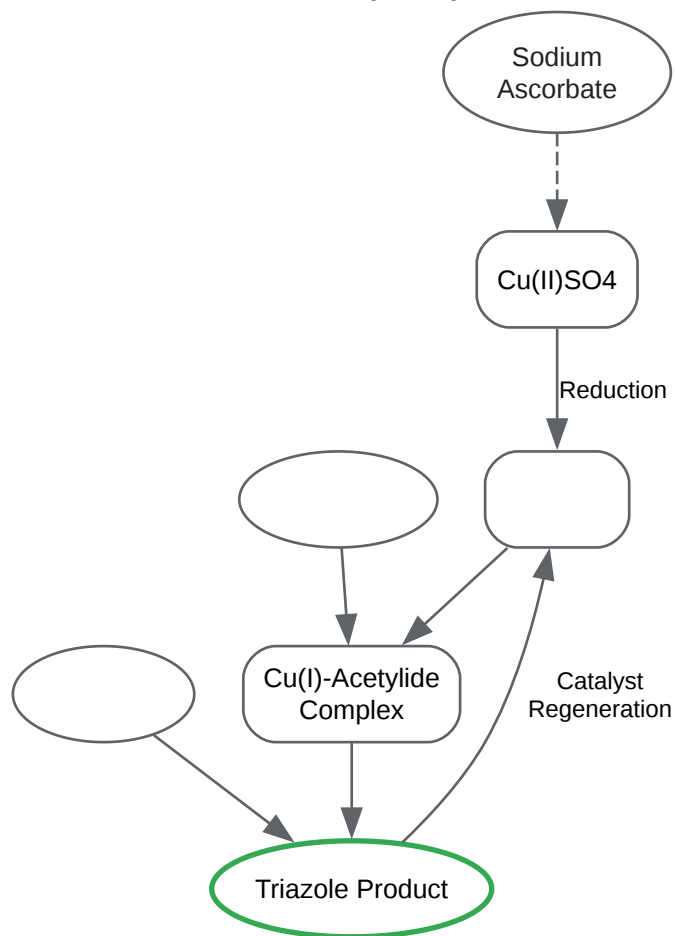 Sodium
Ascorbate
Cu(II)SO4
Reduction
Cu(I)-Acetylide
Complex
Catalyst
Regeneration
Triazole Product